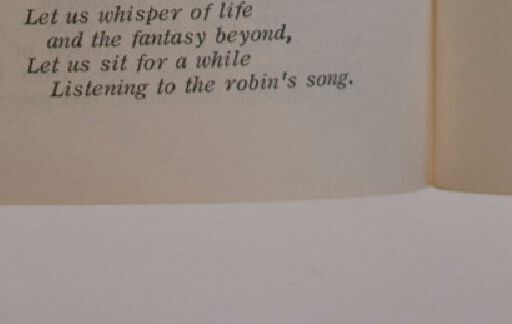 Let us whisper of life
and the fantasy beyond,
Let us sit for a while
Listening to the robin's song.